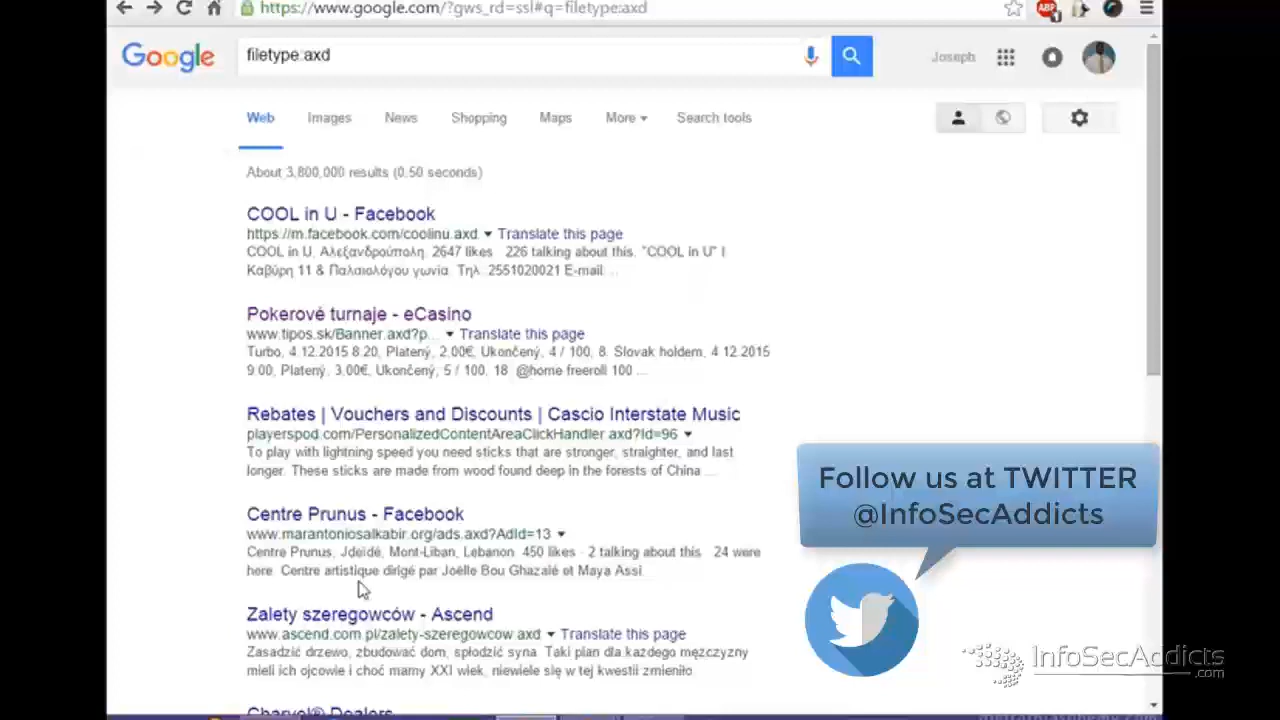 https://www.google.com/?gws_rd=ssl#q=filetype:axd
ABP
Google
filetype:axd
Joseph
Web Images News Shopping Maps More Search tools
About 3,800,000 results (0.50 seconds)
COOL in U - Facebook
https://m.facebook.com/coolinu.axd Translate this page
COOL in U, Αλεξανδρούπολη. 2647 likes · 226 talking about this. "COOL in U" |
Καβύρη 11 & Παλαιολόγου γωνία. Τηλ. 2551020021 E-mail: ...
Pokerové turnaje - eCasino
www.tipos.sk/Banner.axd?p... Translate this page
Turbo, 4.12.2015 8.20, Platený, 2.00€, Ukončený, 4 / 100, 8. Slovak holdem, 4.12.2015
9.00, Platený, 3.00€, Ukončený, 5 / 100, 18. @home freeroll 100 ...
Rebates | Vouchers and Discounts | Cascio Interstate Music
playerspod.com/PersonalizedContentAreaClickHandler.axd?Id=96
To play with lightning speed you need sticks that are stronger, straighter, and last
longer. These sticks are made from wood found deep in the forests of China ...
Centre Prunus - Facebook
www.marantoniosalkabir.org/ads.axd?AdId=13
Centre Prunus, Jdeïdé, Mont-Liban, Lebanon. 450 likes · 2 talking about this · 24 were
here. Centre artistique dirigé par Joëlle Bou Ghazalé et Maya Assi.
Zalety szeregowców - Ascend
www.ascend.com.pl/zalety-szeregowcow.axd Translate this page
Zasadzić drzewo, zbudować dom, spłodzić syna. Taki plan dla każdego mężczyzny
mieli ich ojcowie i choć mamy XXI wiek, niewiele się w tej kwestii zmieniło
Charvel® Dealers
Follow us at TWITTER
@InfoSecAddicts
InfoSecAddicts
.com